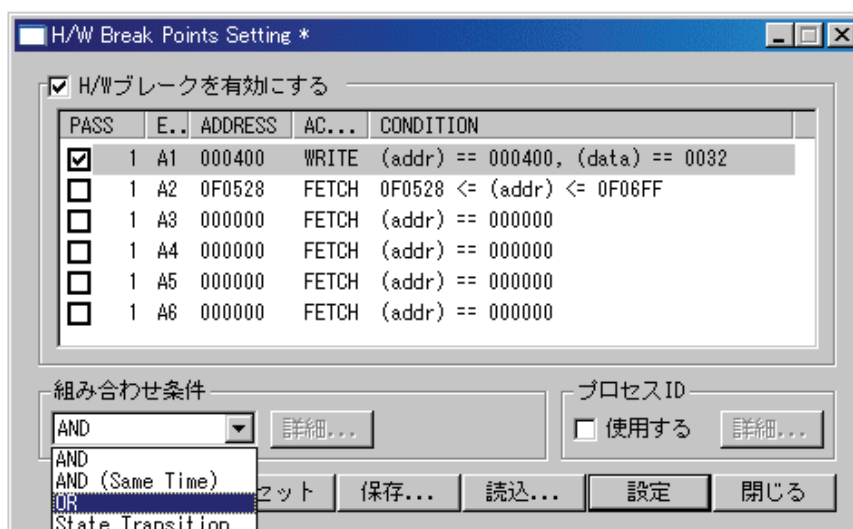 H/W Break Points Setting *
H/Wブレークを有効にする
PASS E.. ADDRESS AC... CONDITION
1 A1 000400 WRITE (addr) == 000400, (data) == 0032
1 A2 0F0528 FETCH 0F0528 <= (addr) <= 0F06FF
1 A3 000000 FETCH (addr) == 000000
1 A4 000000 FETCH (addr) == 000000
1 A5 000000 FETCH (addr) == 000000
1 A6 000000 FETCH (addr) == 000000
組み合わせ条件 プロセスID
AND 詳細... 使用する 詳細...
AND
AND (Same Time)
OR
State Transition
セット 保存... 読込... 設定 閉じる